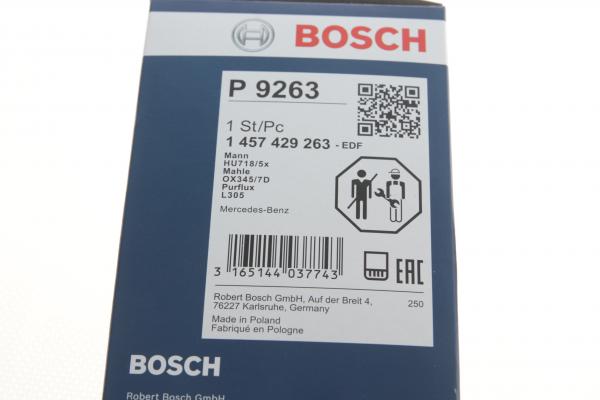 BOSCH
P 9263
1 St/Pc
1 457 429 263 - EDF
Mann
HU718/5x
Mahle
OX345/7D
Purflux
L305
Mercedes-Benz
3 165144 037743
EAC
Robert Bosch GmbH, Auf der Breit 4,
76227 Karlsruhe, Germany
250
Made in Poland
Fabriqué en Pologne
BOSCH
Robert Bosch GmbH